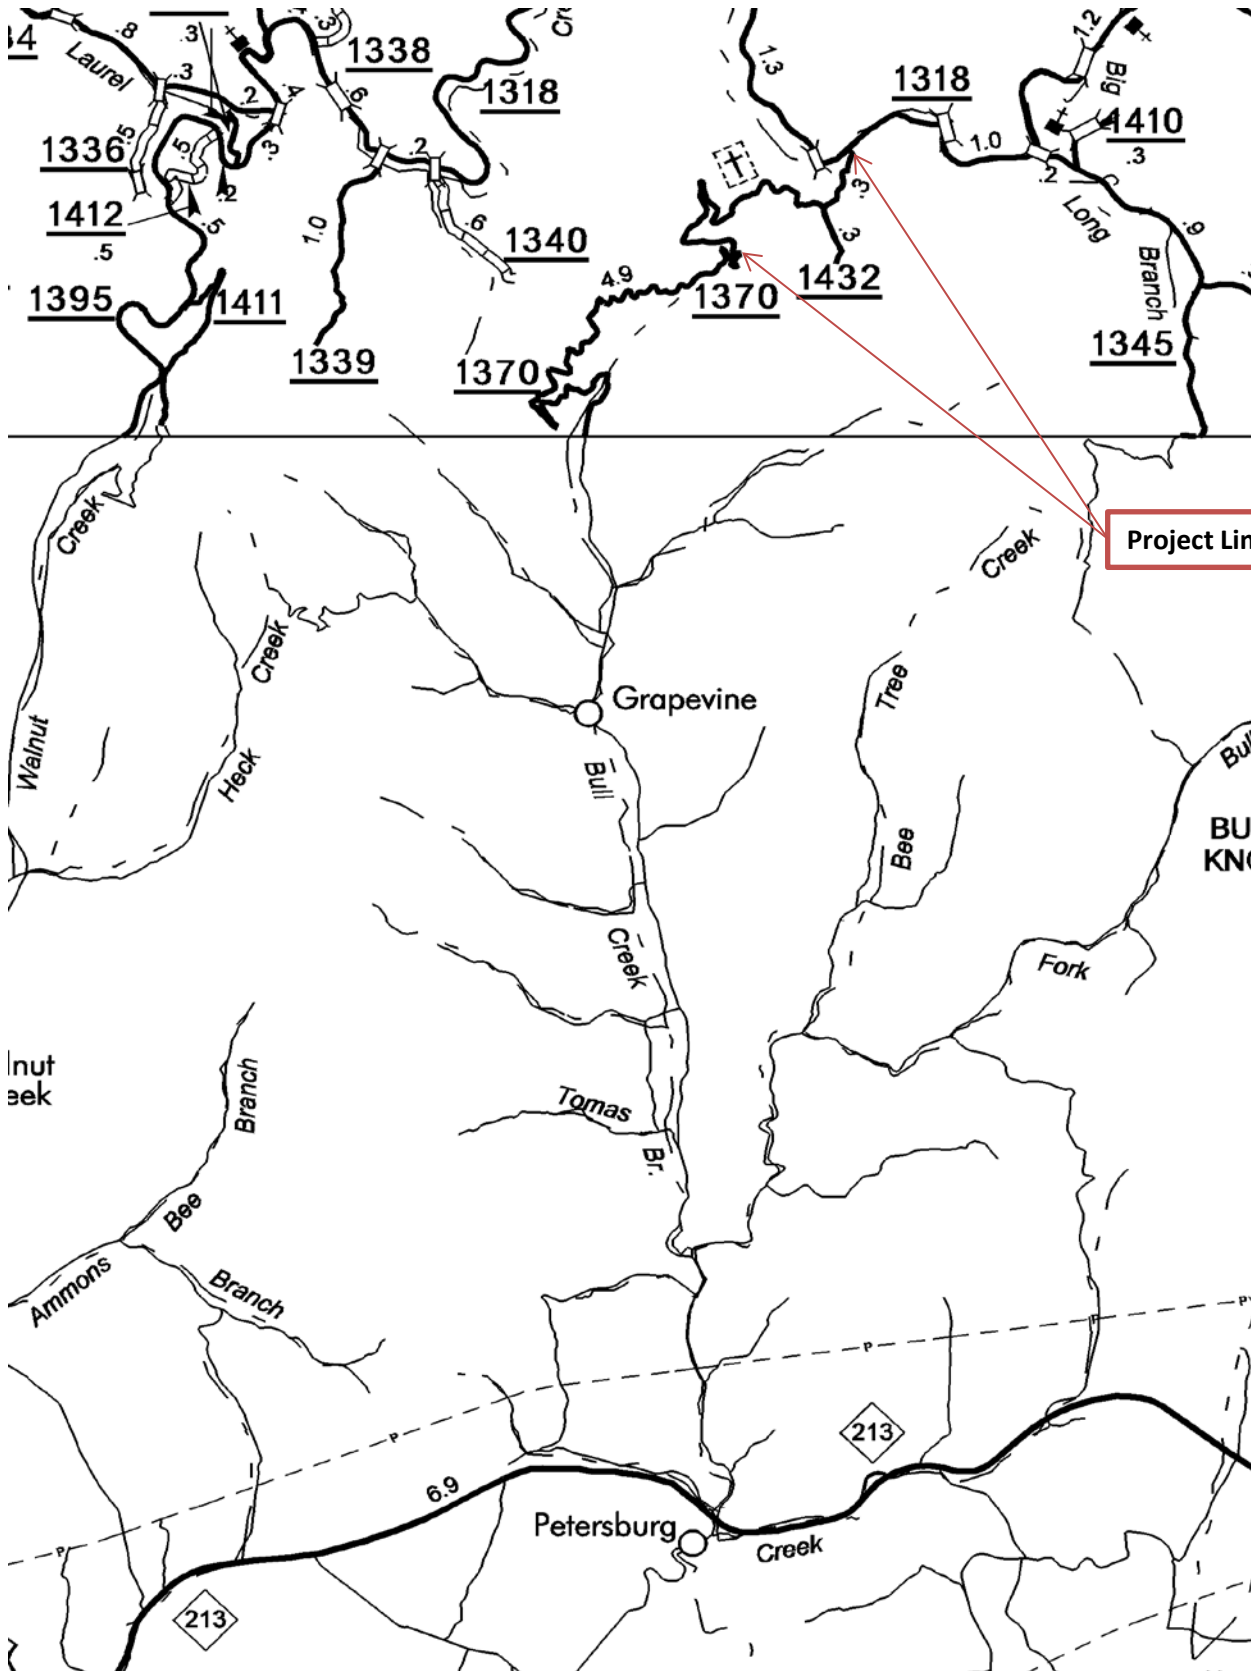 34
.8
.3
Laurel
.3
.2
.4
.3
.5
1336
.5
.2
1412
.5
.5
1395
1411
.3
1338
.6
.2
1318
1.0
.6
1340
1339
1370
4.9
1370
1.3
.3
.3
1432
1318
1.0
1.2
Big
1410
.3
.2
Long
.9
Branch
1345
Project Lin
Creek
Creek
Creek
Walnut
Heck
Grapevine
Bull
Tree
Bee
Bull
BU
KNO
Creek
Fork
lnut
eek
Branch
Tomas
Br.
Bee
Ammons
Branch
P
P
P
P
P
213
6.9
Petersburg
Creek
213